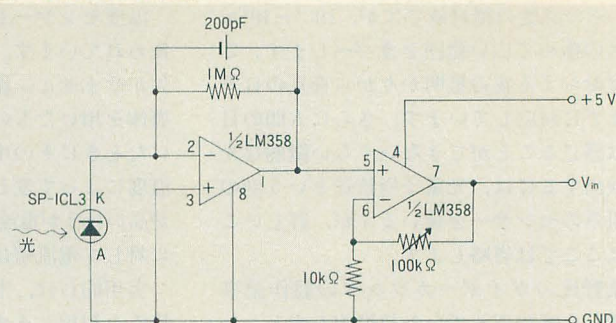 200pF
1MΩ
+5V
½LM358
2
−
3
+
1
8
5
+
4
7
6
−
Vin
½LM358
SP-ICL3
K
光
A
100kΩ
10kΩ
GND